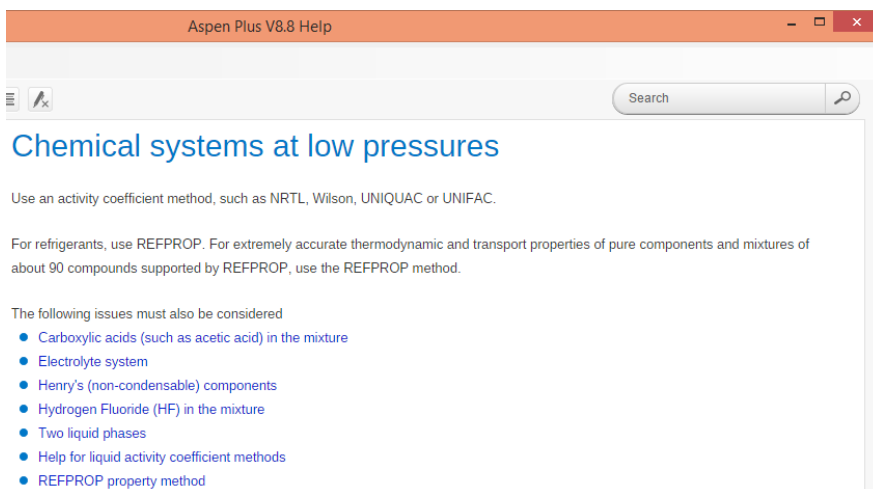 Aspen Plus V8.8 Help
Search
Chemical systems at low pressures
Use an activity coefficient method, such as NRTL, Wilson, UNIQUAC or UNIFAC.
For refrigerants, use REFPROP. For extremely accurate thermodynamic and transport properties of pure components and mixtures of
about 90 compounds supported by REFPROP, use the REFPROP method.
The following issues must also be considered
Carboxylic acids (such as acetic acid) in the mixture
Electrolyte system
Henry's (non-condensable) components
Hydrogen Fluoride (HF) in the mixture
Two liquid phases
Help for liquid activity coefficient methods
REFPROP property method